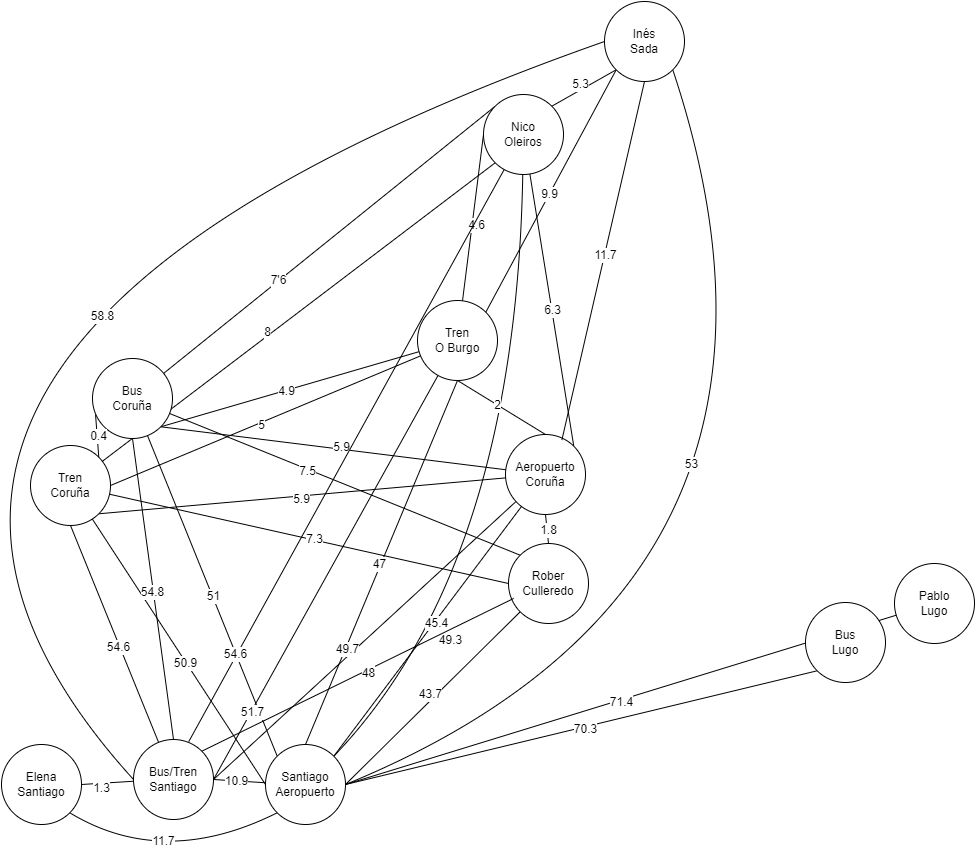 Inés
Sada
5.3
Nico
Oleiros
9.9
4.6
11.7
7'6
6.3
58.8
8
Tren
O Burgo
Bus
Coruña
4.9
2
5
0.4
5.9
Aeropuerto
Coruña
53
7.5
Tren
Coruña
5.9
1.8
7.3
47
Rober
Culleredo
54.8
51
Pablo
Lugo
45.4
49.3
Bus
Lugo
54.6
49.7
54.6
50.9
48
43.7
71.4
51.7
70.3
Elena
Santiago
1.3
Bus/Tren
Santiago
10.9
Santiago
Aeropuerto
11.7